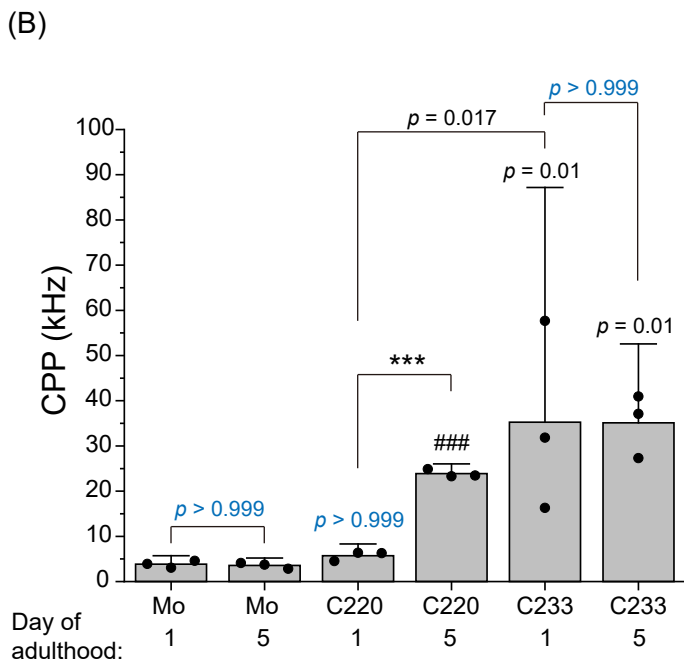 (B)
p > 0.999
p = 0.017
100
p = 0.01
90
80
70
60
p = 0.01
50
CPP (kHz)
***
40
###
30
20
p > 0.999
p > 0.999
10
0
Mo Mo C220 C220 C233 C233
Day of
adulthood:
1 5 1 5 1 5